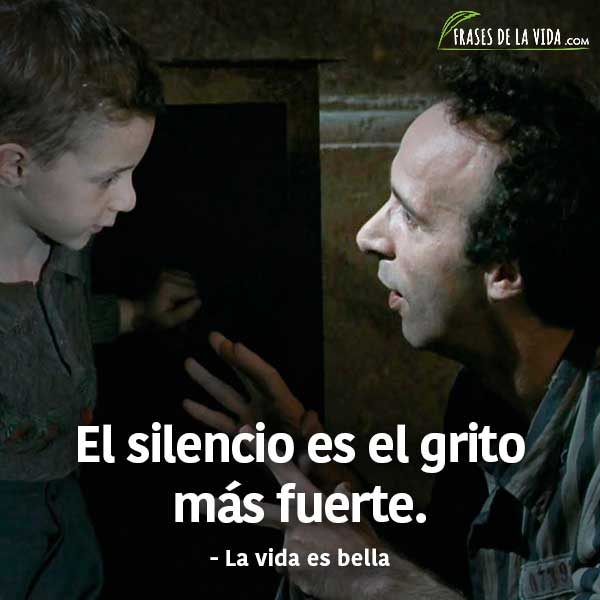 FRASES DE LA VIDA .COM
El silencio es el grito
más fuerte.
- La vida es bella